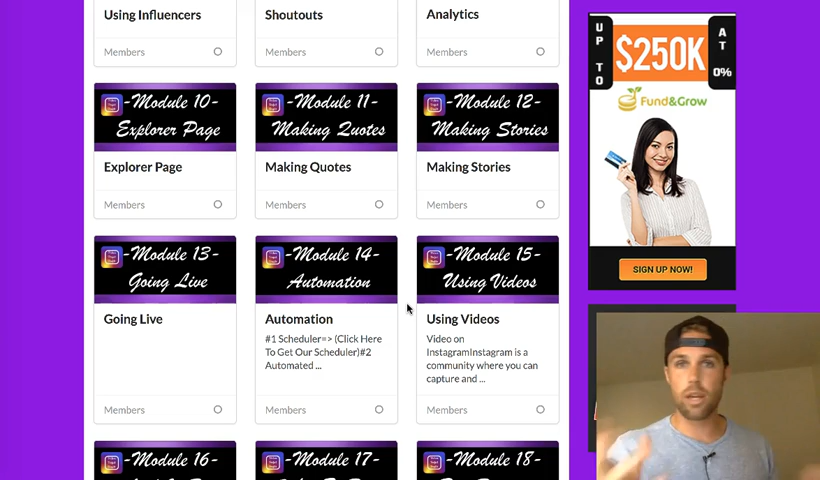 Using Influencers
Shoutouts
Analytics
Members
Members
Members
-Module 10-
Explorer Page
-Module 11-
Making Quotes
-Module 12-
Making Stories
Explorer Page
Making Quotes
Making Stories
Members
Members
Members
-Module 13-
Going Live
-Module 14-
Automation
-Module 15-
Using Videos
Going Live
Automation
#1 Scheduler=> (Click Here
To Get Our Scheduler)#2
Automated ...
Using Videos
Video on
InstagramInstagram is a
community where you can
capture and ...
Members
Members
Members
-Module 16-
-Module 17-
-Module 18-
UP TO
$250K
AT 0%
Fund&Grow
SIGN UP NOW!